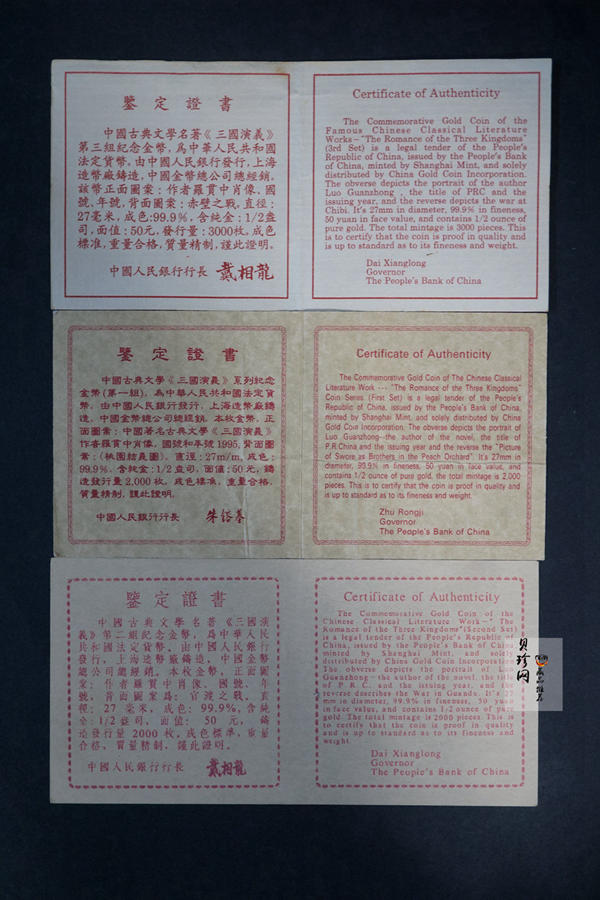 鑒定證書
中國古典文學名著《三國演義》
第三組紀念金幣，爲中華人民共和國
法定貨幣，由中國人民銀行發行，上海
造幣廠鑄造，中國金幣總公司總經銷。
該幣正面圖案：作者羅貫中肖像，國
號、年號，背面圖案：赤壁之戰，直徑：
27毫米，成色：99.9%，含純金：1/2盎
司，面值：50元，發行量：3000枚，成色
標准，重量合格，質量精制，謹此證明。
中國人民銀行行長 戴相龍
Certificate of Authenticity
The Commemorative Gold Coin of the
Famous Chinese Classical Literature
Works－"The Romance of the Three Kingdoms"
(3rd Set) is a legal tender of the People's
Republic of China, issued by the People's Bank
of China, minted by Shanghai Mint, and solely
distributed by China Gold Coin Corporation.
The obverse depicts the portrait of the author
Luo Guanzhong , the title of PRC and the
issuing year, and the reverse depicts the war at
Chibi. It's 27mm in diameter, 99.9% in fineness,
50 yuan in face value, and contains 1/2 ounce of
pure gold. The total mintage is 3000 pieces. This
is to certify that the coin is proof in quality and
is up to standard as to its fineness and weight.
Dai Xianglong
Governor
The People's Bank of China
鑒定證書
中國古典文學《三國演義》系列紀念
金幣(第一組)，為中華人民共和國法定貨
幣，由中國人民銀行發行，上海造幣廠鑄
造，中國金幣總公司總經銷。本枚金幣，正
面圖案：中國著名古典文學《三國演義》
作者羅貫中肖像，國號和年號1995，背面圖
案：《桃園結義圖》，直徑：27m/m，成色：
99.9%，含純金：1/2盎司，面值：50元，鑄
造發行量2,000枚，成色標準，重量合格，
質量精制，謹此證明。
中國人民銀行行長 朱鎔基
Certificate of Authenticity
The Commemorative Gold Coin of The Chinese Classical
Literature Work --- "The Romance of the Three Kingdoms"
Coin Series (First Set) is a legal tender of the People's
Republic of China, issued by the People's Bank of China,
minted by Shanghai Mint, and solely distributed by China
Gold Coin Corporation. The obverse depicts the portrait of
Luo Guanzhong--the author of the novel, the title of
P.R.China and the year 1995, and the reverse the "Picture
of Swore as Brothers in the Peach Orchard". It's 27mm in
diameter, 99.9% in fineness, 50 yuan in face value, and
contains 1/2 ounce of pure gold, the total mintage is 2,000
pieces. This is to certify that the coin is proof in quality and
is up to standard as to its fineness and weight.
Zhu Rongji
Governor
The People's Bank of China
鑒定證書
中國古典文學名著《三國演
義》第二組紀念金幣，爲中華人民
共和國法定貨幣。由中國人民銀行
發行，上海造幣廠鑄造，中國金幣
總公司總經銷。本枚金幣，正面圖
案：作者羅貫中肖像、國號、年
號，背面圖案爲：官渡之戰，直
徑：27毫米，成色：99.9%，含純
金：1/2盎司，面值：50元，鑄
造發行量2000枚。成色標準，重量
合格，質量精制，謹此證明。
中國人民銀行行長 戴相龍
Certificate of Authenticity
The Commemorative Gold Coin of the
Chinese Classical Literature Work —" The
Romance of the Three Kingdoms"(Second Set)
is a legal tender of the People's Republic of
China, issued by the People's Bank of China,
minted by Shanghai Mint, and solely
distributed by China Gold Coin Corporation.
The obverse depicts the portrait of L
Guanzhong – the author of the novel, the title
of P.R.C. and the issuing year, and the
reverse describes the War in Guandu. It's 27
mm in diameter, 99.9% in fineness, 50 yuan
in face value, and contains 1/2 ounce of pure
gold. The total mintage is 2000 pieces. This is
to certify that the coin is proof in quality
and is up to standard as to its fineness and
weight.
Dai Xianglong
Governor
The People's Bank of China
贝珍网